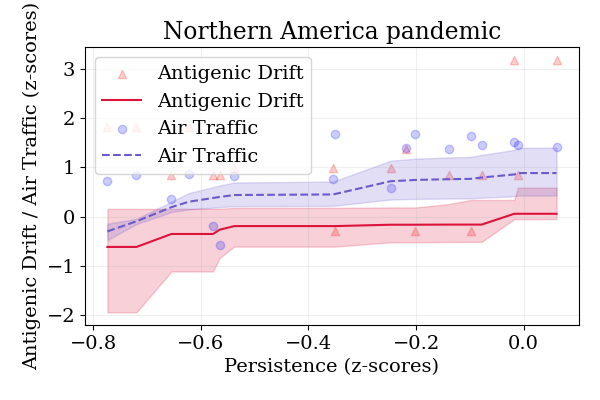 Northern America pandemic
Antigenic Drift / Air Traffic (z-scores)
3
2
1
0
−1
−2
Antigenic Drift
Antigenic Drift
Air Traffic
Air Traffic
−0.8 −0.6 −0.4 −0.2 0.0
Persistence (z-scores)